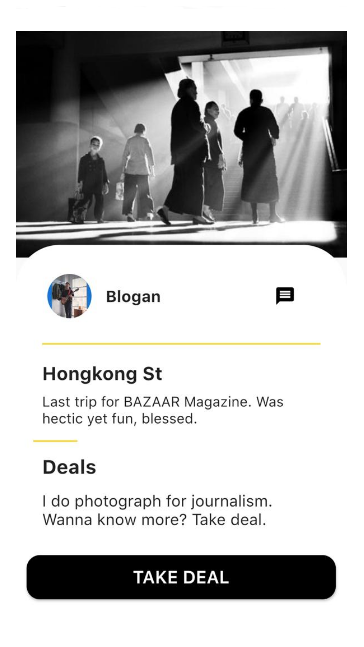 Blogan
Hongkong St
Last trip for BAZAAR Magazine. Was
hectic yet fun, blessed.
Deals
I do photograph for journalism.
Wanna know more? Take deal.
TAKE DEAL